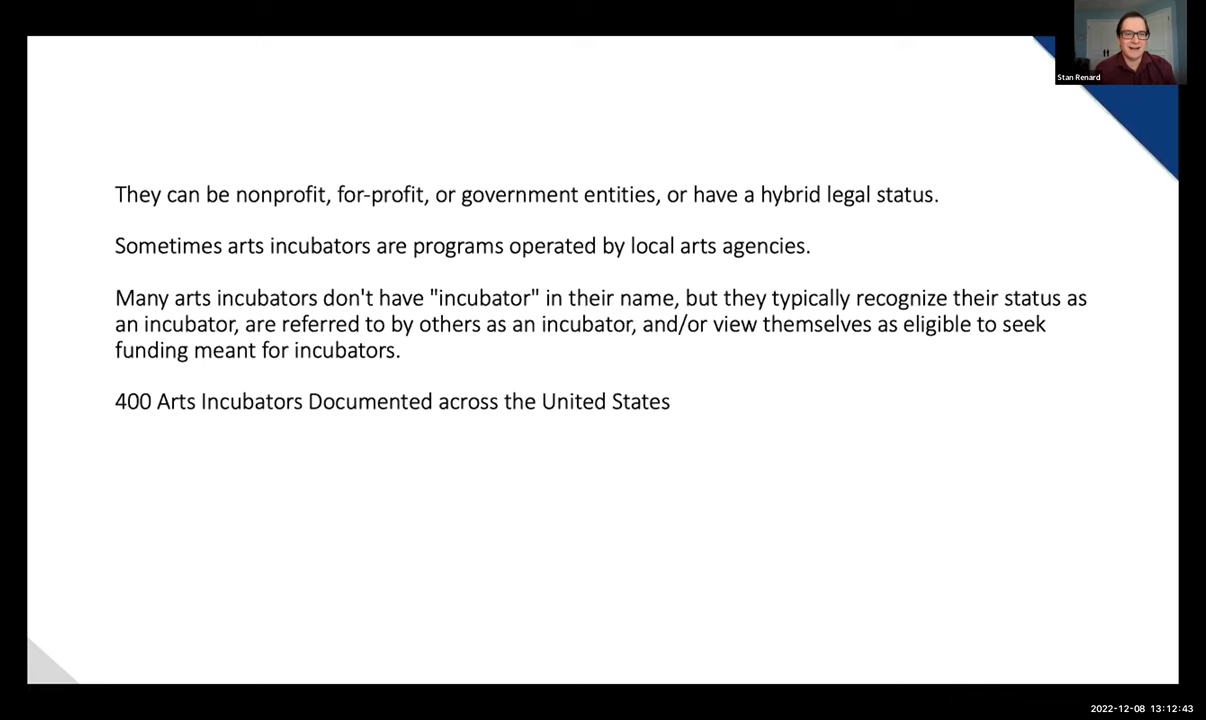 Stan Renard
They can be nonprofit, for-profit, or government entities, or have a hybrid legal status.
Sometimes arts incubators are programs operated by local arts agencies.
Many arts incubators don't have "incubator" in their name, but they typically recognize their status as
an incubator, are referred to by others as an incubator, and/or view themselves as eligible to seek
funding meant for incubators.
400 Arts Incubators Documented across the United States
2022-12-08 13:12:43